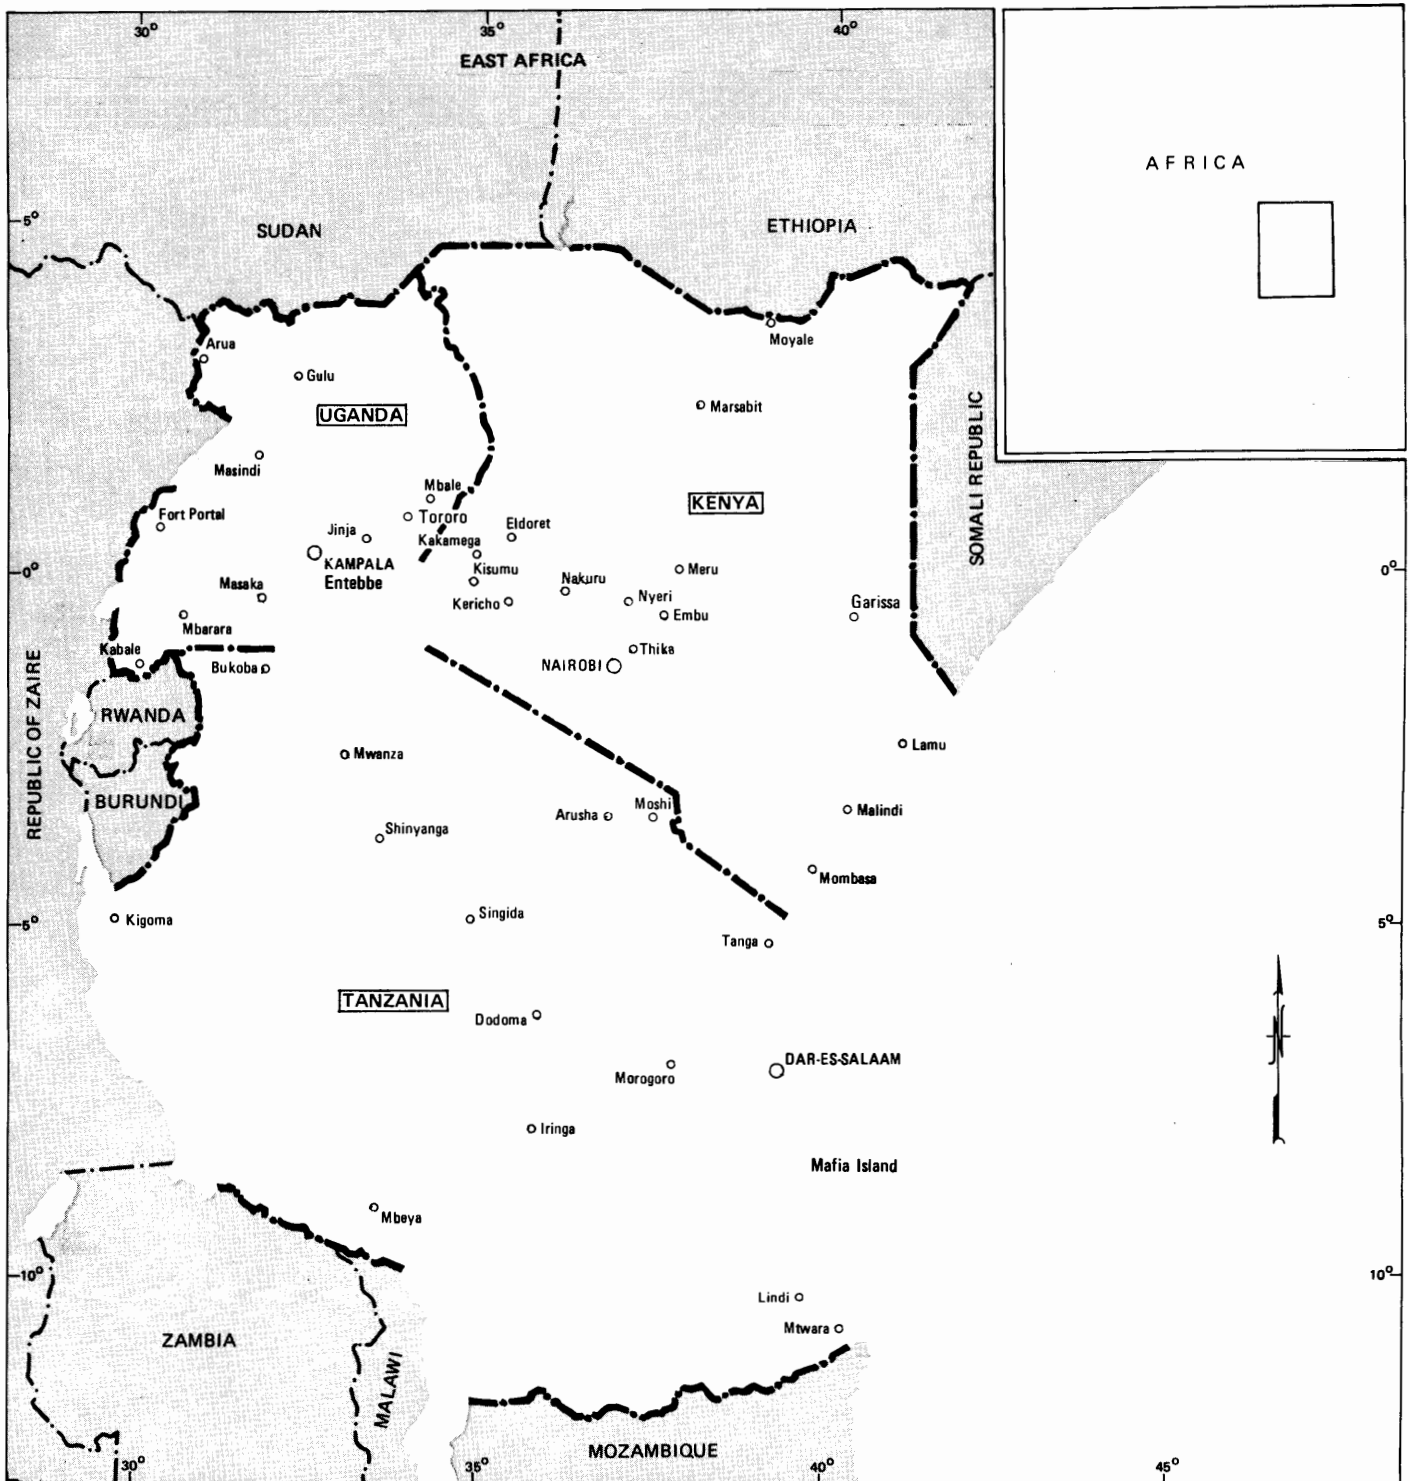 30°
35°
40°
EAST AFRICA
AFRICA
5°
SUDAN
ETHIOPIA
Moyale
Arua
Gulu
UGANDA
Marsabit
SOMALI REPUBLIC
Masindi
Mbale
KENYA
Fort Portal
Tororo
Jinja
Eldoret
Kakamega
KAMPALA
Entebbe
Kisumu
0°
Meru
0°
Masaka
Nakuru
Kericho
Nyeri
Garissa
Embu
Mbarara
Kabale
Thika
Bukoba
NAIROBI
REPUBLIC OF ZAIRE
RWANDA
Mwanza
Lamu
BURUNDI
Moshi
Arusha
Malindi
Shinyanga
Mombasa
Kigoma
Singida
5°
5°
Tanga
TANZANIA
Dodoma
DAR-ES-SALAAM
Morogoro
N
Iringa
Mafia Island
Mbeya
10°
10°
Lindi
Mtwara
ZAMBIA
MALAWI
MOZAMBIQUE
30°
35°
40°
45°